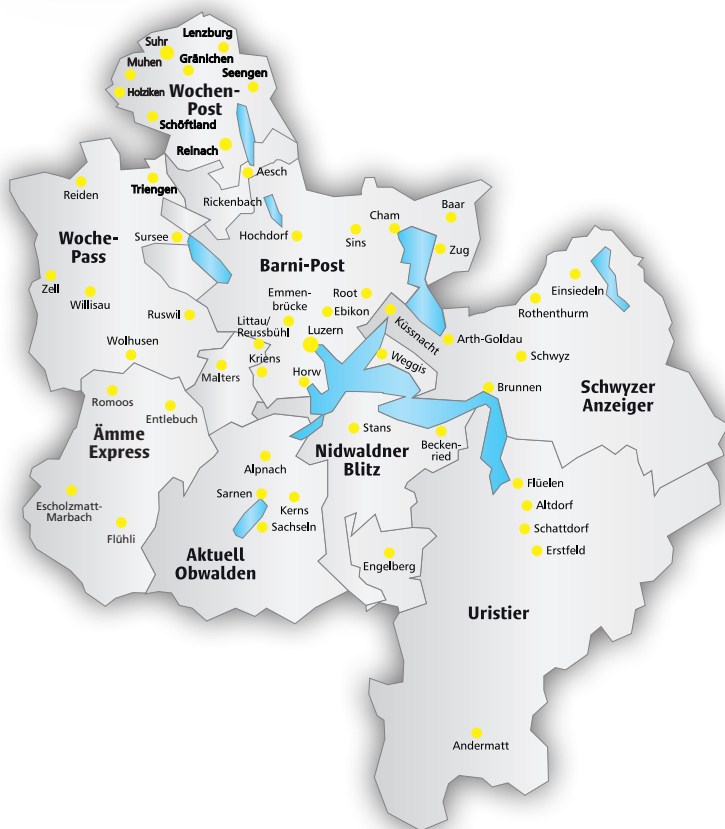 Lenzburg
Suhr
Gränichen
Muhen
Seengen
Holziken
Wochen-
Post
Schöftland
Reinach
Aesch
Reiden
Triengen
Rickenbach
Baar
Cham
Sursee
Hochdorf
Sins
Zug
Woche-
Pass
Barni-Post
Zell
Willisau
Emmen-
brücke
Root
Einsiedeln
Rothenthurm
Ruswil
Littau/
Reussbühl
Ebikon
Luzern
Küssnacht
Arth-Goldau
Wolhusen
Kriens
Weggis
Schwyz
Malters
Horw
Brunnen
Schwyzer
Anzeiger
Romoos
Entlebuch
Ämme
Express
Stans
Nidwaldner
Blitz
Becken-
ried
Alpnach
Escholzmatt-
Marbach
Sarnen
Kerns
Flüelen
Altdorf
Flühli
Sachseln
Schattdorf
Aktuell
Obwalden
Engelberg
Erstfeld
Uristier
Andermatt